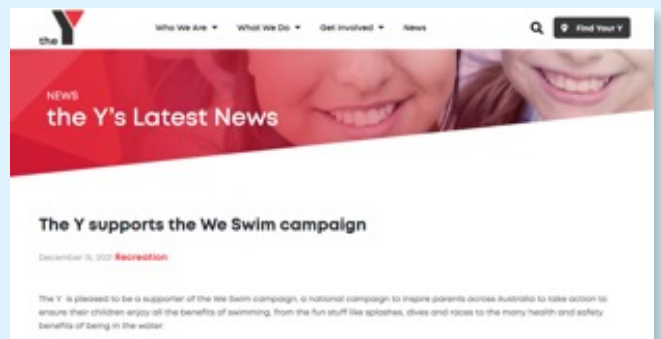 the Y
Who We Are What We Do Get Involved News
Find Your Y
NEWS
the Y's Latest News
The Y supports the We Swim campaign
December 15, 2021 Recreation
The Y is pleased to be a supporter of the We Swim campaign, a national campaign to inspire parents across Australia to take action to
ensure their children enjoy all the benefits of swimming, from the fun stuff like splashes, dives and races to the many health and safety
benefits of being in the water.